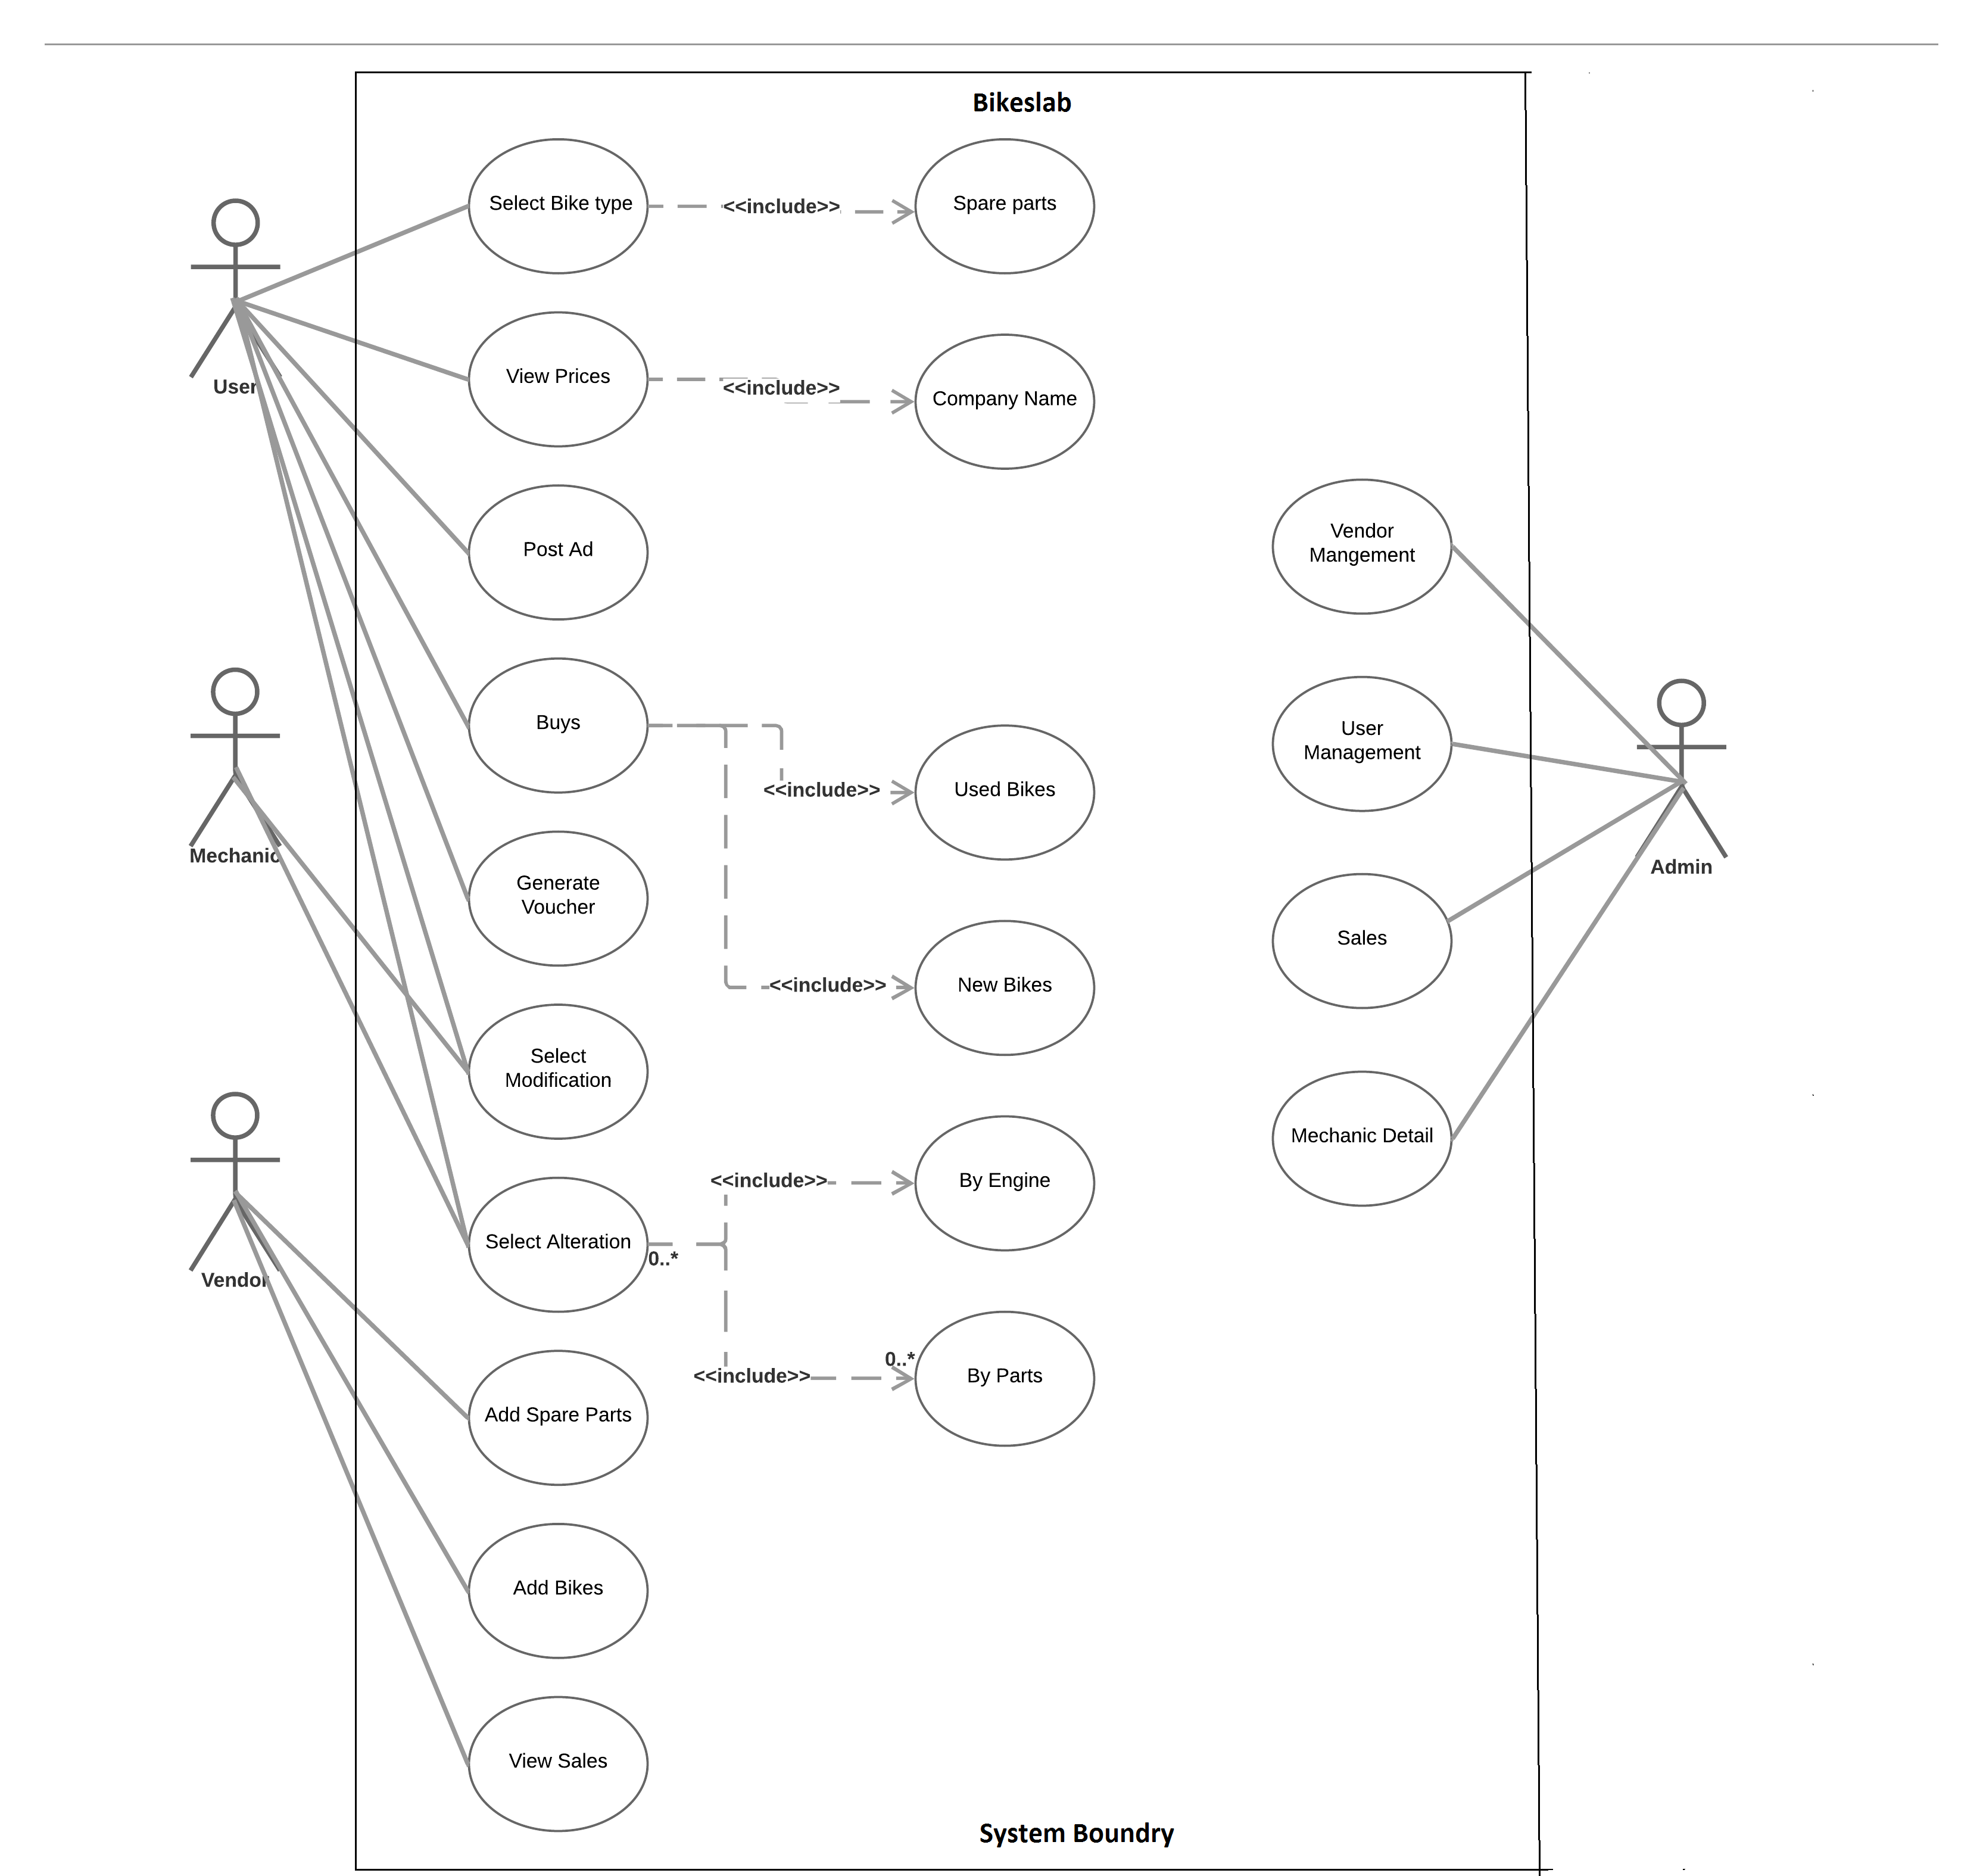 Bikeslab
Select Bike type
<<include>>
Spare parts
User
View Prices
<<include>>
Company Name
Post Ad
Vendor
Mangement
Buys
User
Management
<<include>>
Used Bikes
Mechanic
Admin
Generate
Voucher
Sales
<<include>>
New Bikes
Select
Modification
Mechanic Detail
<<include>>
By Engine
Select Alteration
0..*
Vendor
0..*
<<include>>
By Parts
Add Spare Parts
Add Bikes
View Sales
System Boundry